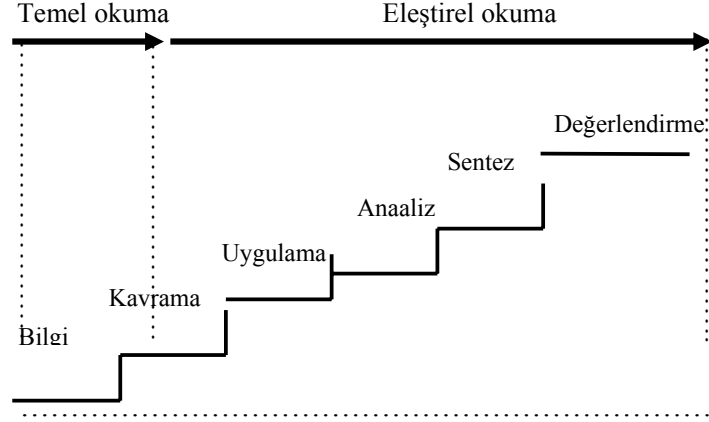 Temel okuma
Eleştirel okuma
Değerlendirme
Sentez
Anaaliz
Uygulama
Kavrama
Bilgi